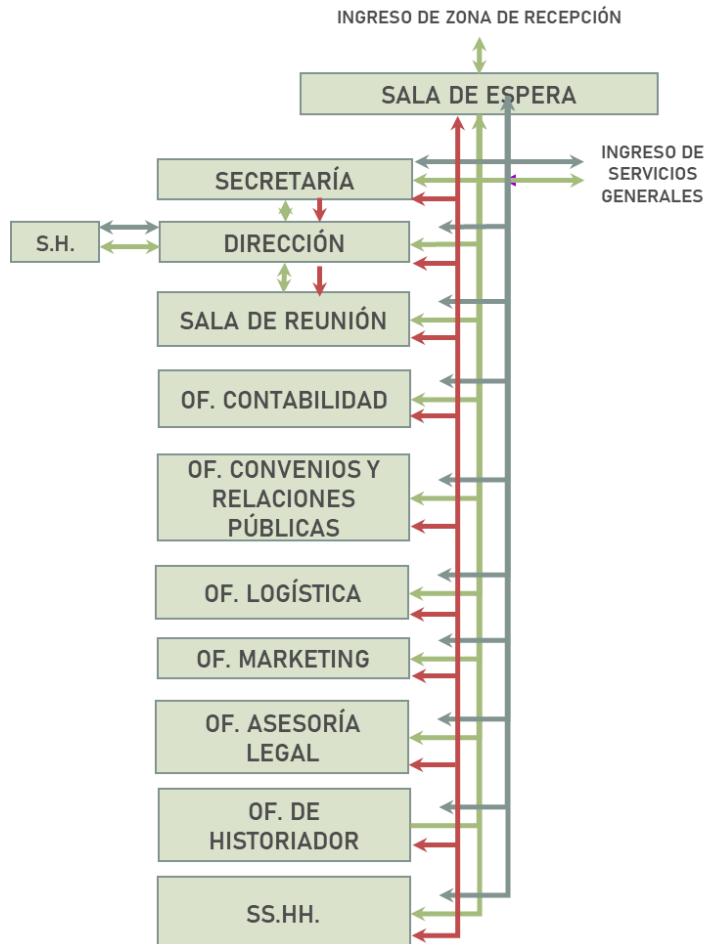 INGRESO DE ZONA DE RECEPCIÓN
SALA DE ESPERA
INGRESO DE
SERVICIOS
GENERALES
SECRETARÍA
S.H.
DIRECCIÓN
SALA DE REUNIÓN
OF. CONTABILIDAD
OF. CONVENIOS Y
RELACIONES
PÚBLICAS
OF. LOGÍSTICA
OF. MARKETING
OF. ASESORÍA
LEGAL
OF. DE
HISTORIADOR
SS.HH.